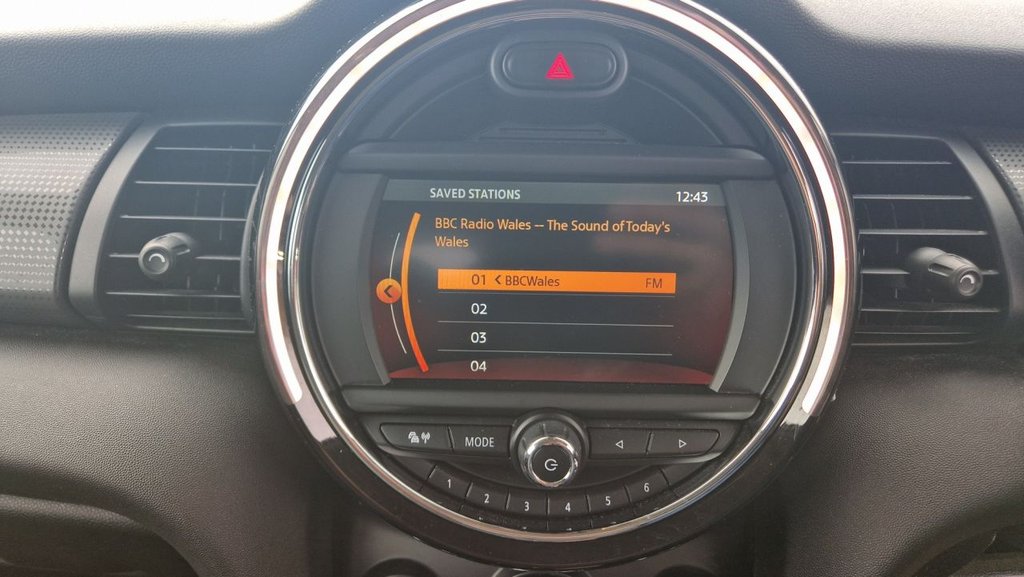 SAVED STATIONS 12:43
BBC Radio Wales -- The Sound of Today's
Wales
01 BBCWales FM
02
03
04
MODE
1 2 3 4 5 6